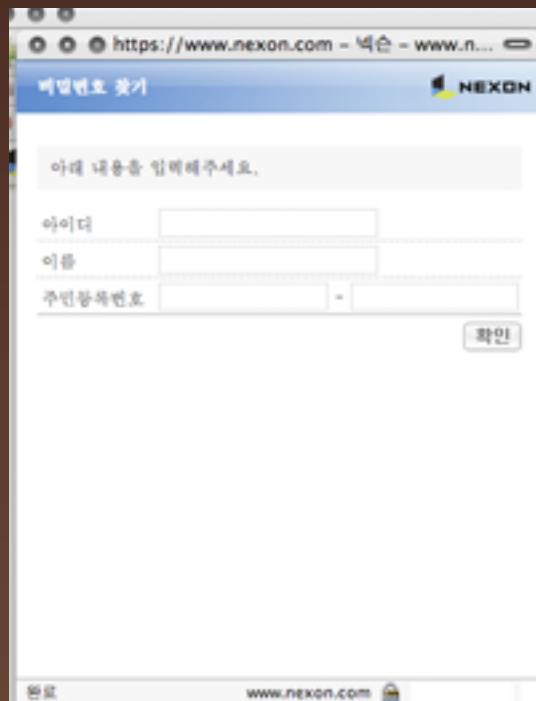 https://www.nexon.com – 넥슨 – www.n...
비밀번호 찾기
NEXON
아래 내용을 입력해주세요.
아이디
이름
주민등록번호 -
확인
완료
www.nexon.com